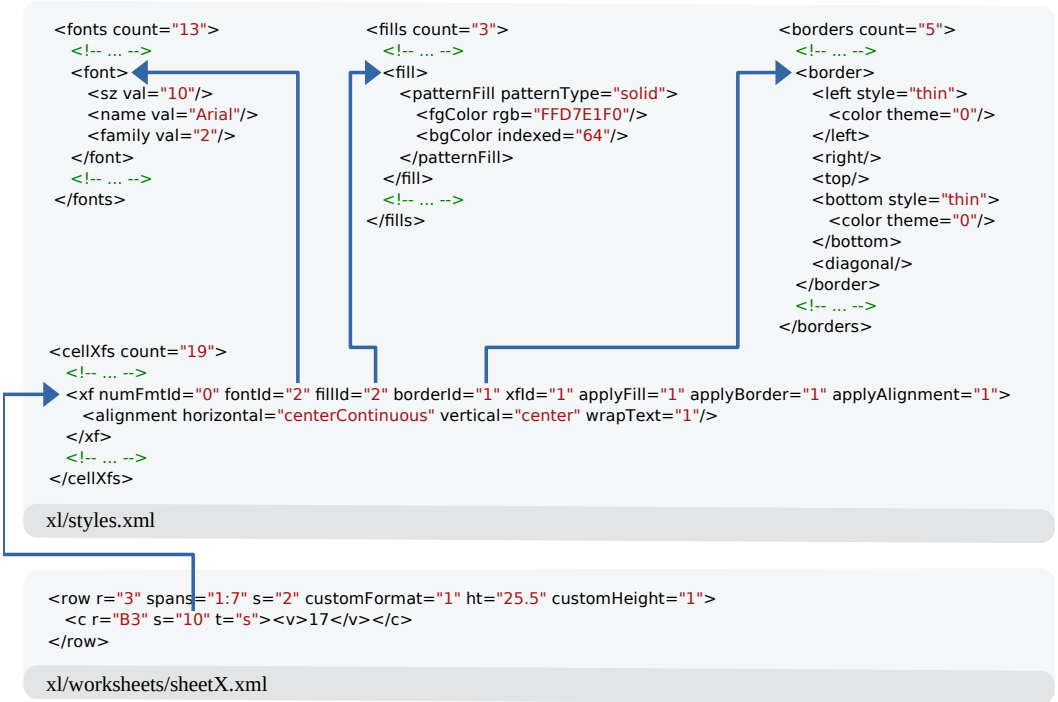 <fonts count="13">
<!-- ... -->
<font>
<sz val="10"/>
<name val="Arial"/>
<family val="2"/>
</font>
<!-- ... -->
</fonts>
<fills count="3">
<!-- ... -->
<fill>
<patternFill patternType="solid">
<fgColor rgb="FFD7E1F0"/>
<bgColor indexed="64"/>
</patternFill>
</fill>
<!-- ... -->
</fills>
<borders count="5">
<!-- ... -->
<border>
<left style="thin">
<color theme="0"/>
</left>
<right/>
<top/>
<bottom style="thin">
<color theme="0"/>
</bottom>
<diagonal/>
</border>
<!-- ... -->
</borders>
<cellXfs count="19">
<!-- ... -->
<xf numFmtId="0" fontId="2" fillId="2" borderId="1" xfId="1" applyFill="1" applyBorder="1" applyAlignment="1">
<alignment horizontal="centerContinuous" vertical="center" wrapText="1"/>
</xf>
<!-- ... -->
</cellXfs>
xl/styles.xml
<row r="3" spans="1:7" s="2" customFormat="1" ht="25.5" customHeight="1">
<c r="B3" s="10" t="s"><v>17</v></c>
</row>
xl/worksheets/sheetX.xml